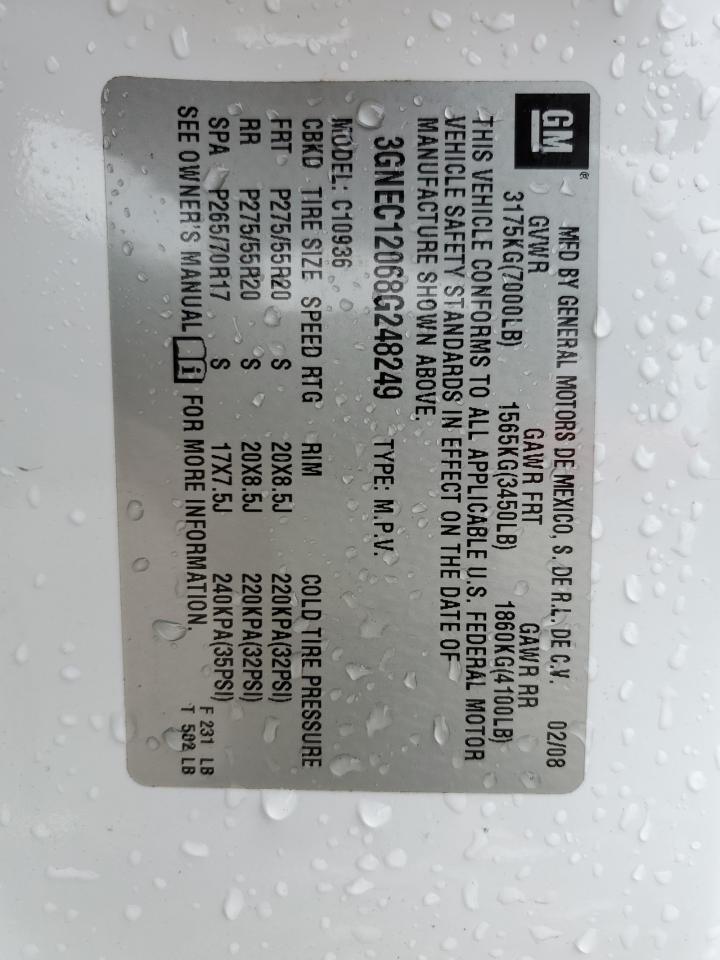 GM ®
MFD BY GENERAL MOTORS DE MEXICO, S. DE R.L. DE C.V. 02/08
GVWR GAWR FRT GAWR RR
3175KG(7000LB) 1565KG(3450LB) 1860KG(4100LB)
THIS VEHICLE CONFORMS TO ALL APPLICABLE U.S. FEDERAL MOTOR
VEHICLE SAFETY STANDARDS IN EFFECT ON THE DATE OF
MANUFACTURE SHOWN ABOVE.
3GNEC12068G248249 TYPE: M.P.V.
MODEL: C10936
CBKD TIRE SIZE SPEED RTG RIM COLD TIRE PRESSURE
FRT P275/55R20 S 20X8.5J 220KPA(32PSI)
RR P275/55R20 S 20X8.5J 220KPA(32PSI)
SPA P265/70R17 S 17X7.5J 240KPA(35PSI)
SEE OWNER'S MANUAL i FOR MORE INFORMATION.
F 231 LB
T 502 LB